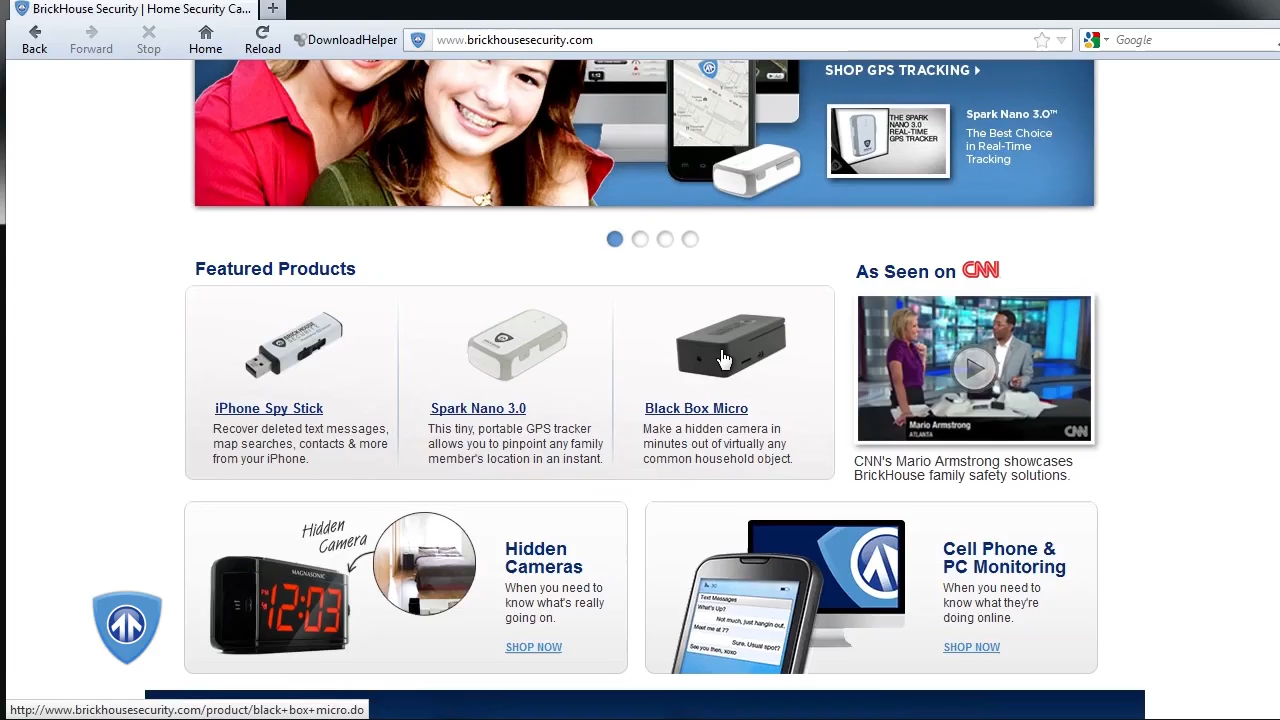 BrickHouse Security | Home Security Ca...
Back
Forward
Stop
Home
Reload
DownloadHelper
www.brickhousesecurity.com
Google
SHOP GPS TRACKING
THE SPARK
NANO 3.0
REAL-TIME
GPS TRACKER
Spark Nano 3.0™
The Best Choice
in Real-Time
Tracking
Featured Products
As Seen on CNN
iPhone Spy Stick
Recover deleted text messages,
map searches, contacts & more
from your iPhone.
Spark Nano 3.0
This tiny, portable GPS tracker
allows you to pinpoint any family
member's location in an instant.
Black Box Micro
Make a hidden camera in
minutes out of virtually any
common household object.
Mario Armstrong
ATLANTA
CNN
CNN's Mario Armstrong showcases
BrickHouse family safety solutions.
Hidden
Camera
MAGNASONIC
12:03
Hidden
Cameras
When you need to
know what's really
going on.
SHOP NOW
Text Messages
What's Up?
Not much, just hangin out.
Meet me at 7?
Sure. Usual spot?
See you then, xoxo
Cell Phone &
PC Monitoring
When you need to
know what they're
doing online.
SHOP NOW
http://www.brickhousesecurity.com/product/black+box+micro.do